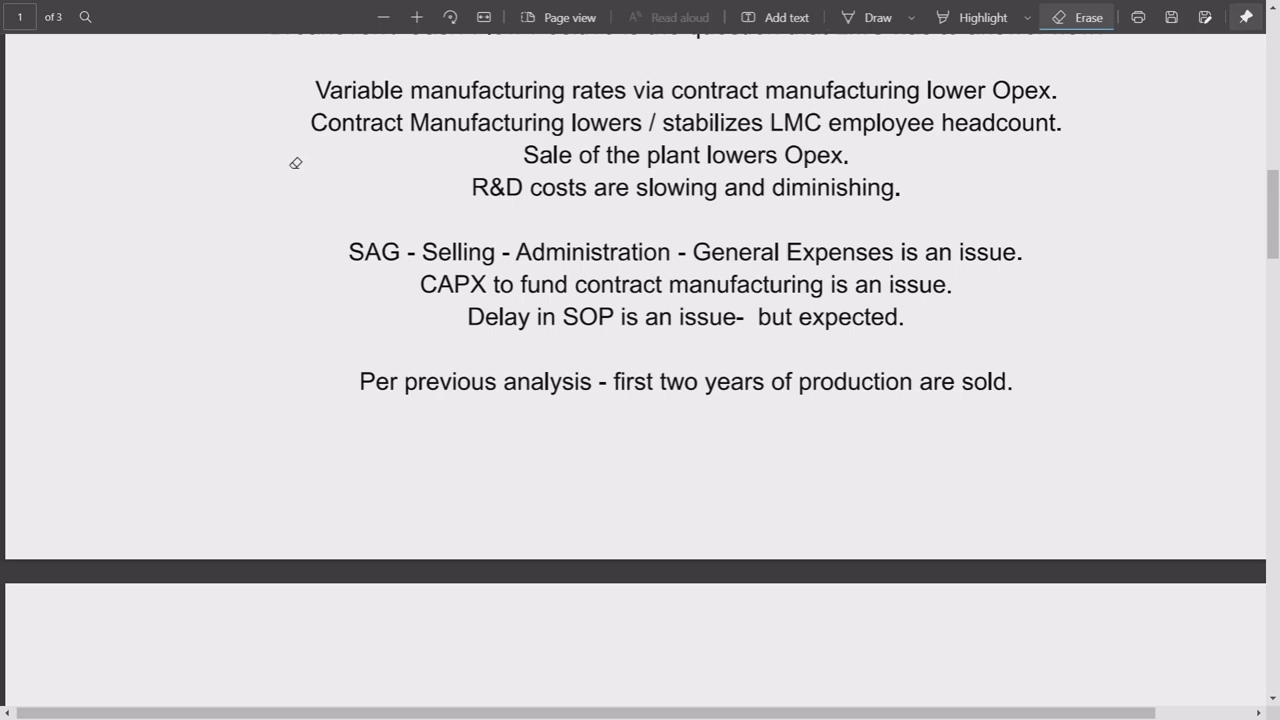 1 of 3 Page view Read aloud Add text Draw Highlight Erase
Variable manufacturing rates via contract manufacturing lower Opex.
Contract Manufacturing lowers / stabilizes LMC employee headcount.
Sale of the plant lowers Opex.
R&D costs are slowing and diminishing.
SAG - Selling - Administration - General Expenses is an issue.
CAPX to fund contract manufacturing is an issue.
Delay in SOP is an issue-  but expected.
Per previous analysis - first two years of production are sold.